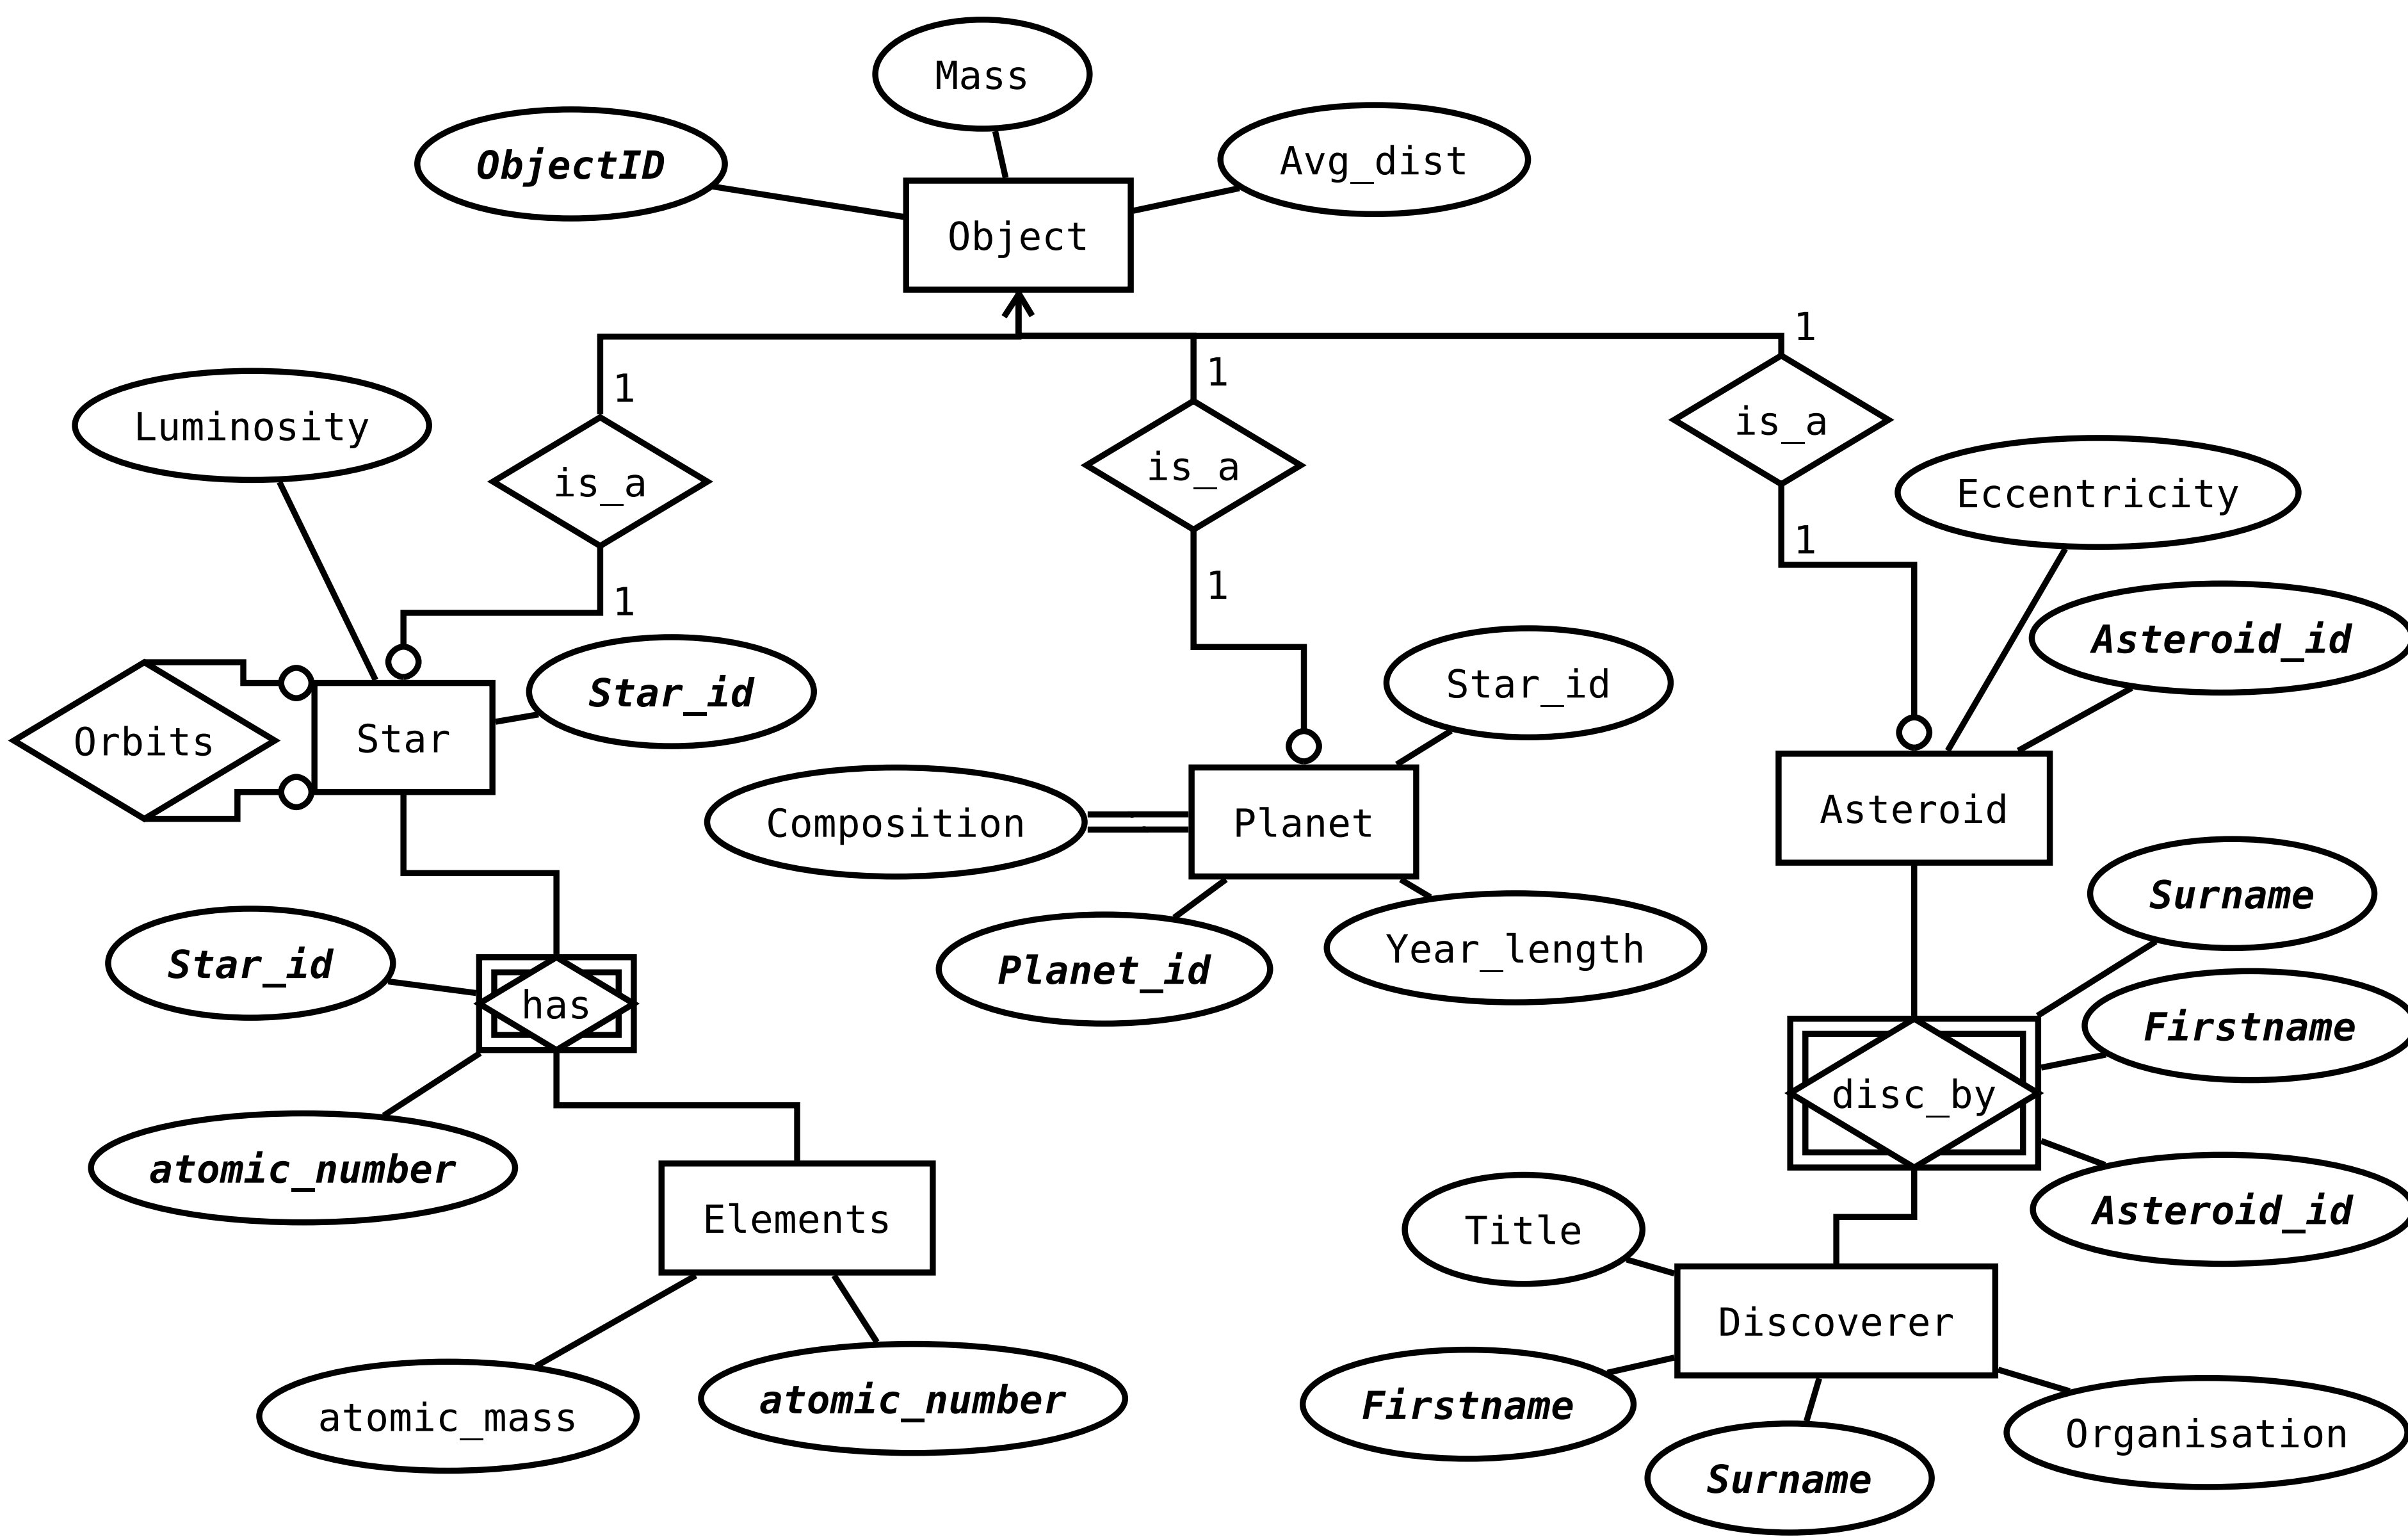 Mass
ObjectID
Avg_dist
Object
1
1
1
Luminosity
is_a
is_a
is_a
Eccentricity
1
1
1
Asteroid_id
Star_id
Star_id
Orbits
Star
Composition
Planet
Asteroid
Surname
Star_id
Planet_id
Year_length
has
Firstname
disc_by
atomic_number
Asteroid_id
Elements
Title
Discoverer
atomic_mass
atomic_number
Firstname
Organisation
Surname